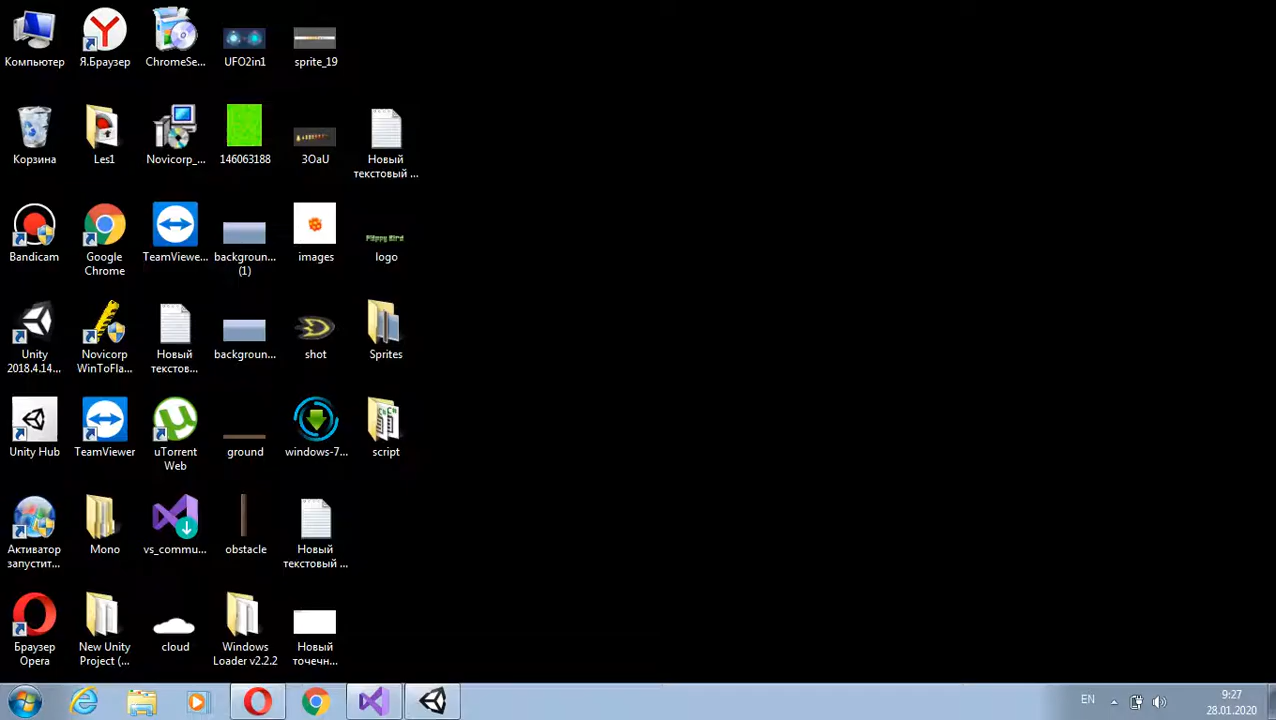 Компьютер
Я.Браузер
ChromeSe...
UFO2in1
sprite_19
Корзина
Les1
Novicorp_...
146063188
3OaU
Новый
текстовый ...
Bandicam
Google
Chrome
TeamViewe...
backgroun...
(1)
images
Flappy Bird
logo
Unity
2018.4.14...
Novicorp
WinToFla...
Новый
текстов...
backgroun...
shot
Sprites
Unity Hub
TeamViewer
uTorrent
Web
ground
windows-7...
script
Активатор
запустит...
Mono
vs_commu...
obstacle
Новый
текстовый ...
Браузер
Opera
New Unity
Project (...
cloud
Windows
Loader v2.2.2
Новый
точечн...
EN
9:27
28.01.2020